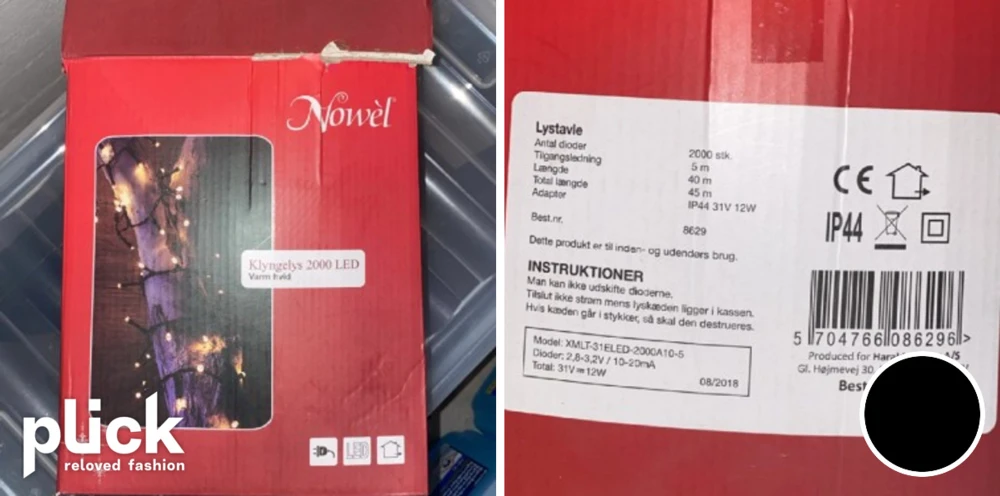 Nowèl
Klyngelys 2000 LED
Varm hvid
LED
plick
reloved fashion
Lystavle
Antal dioder 2000 stk.
Tilgangsledning 5 m
Længde 40 m
Total længde 45 m
Adaptor IP44 31V 12W
Best.nr. 8629
Dette produkt er til inden- og udendørs brug.
INSTRUKTIONER
Man kan ikke udskifte dioderne.
Tilslut ikke strøm mens lyskæden ligger i kassen.
Hvis kæden går i stykker, så skal den destrueres.
Model: XMLT-31ELED-2000A10-5
Dioder: 2,8-3,2V / 10-20mA
Total: 31V⎓12W
08/2018
CE
IP44
5 704766 086296 >
Produced for Haral A/S
Gl. Højmevej 30
Best